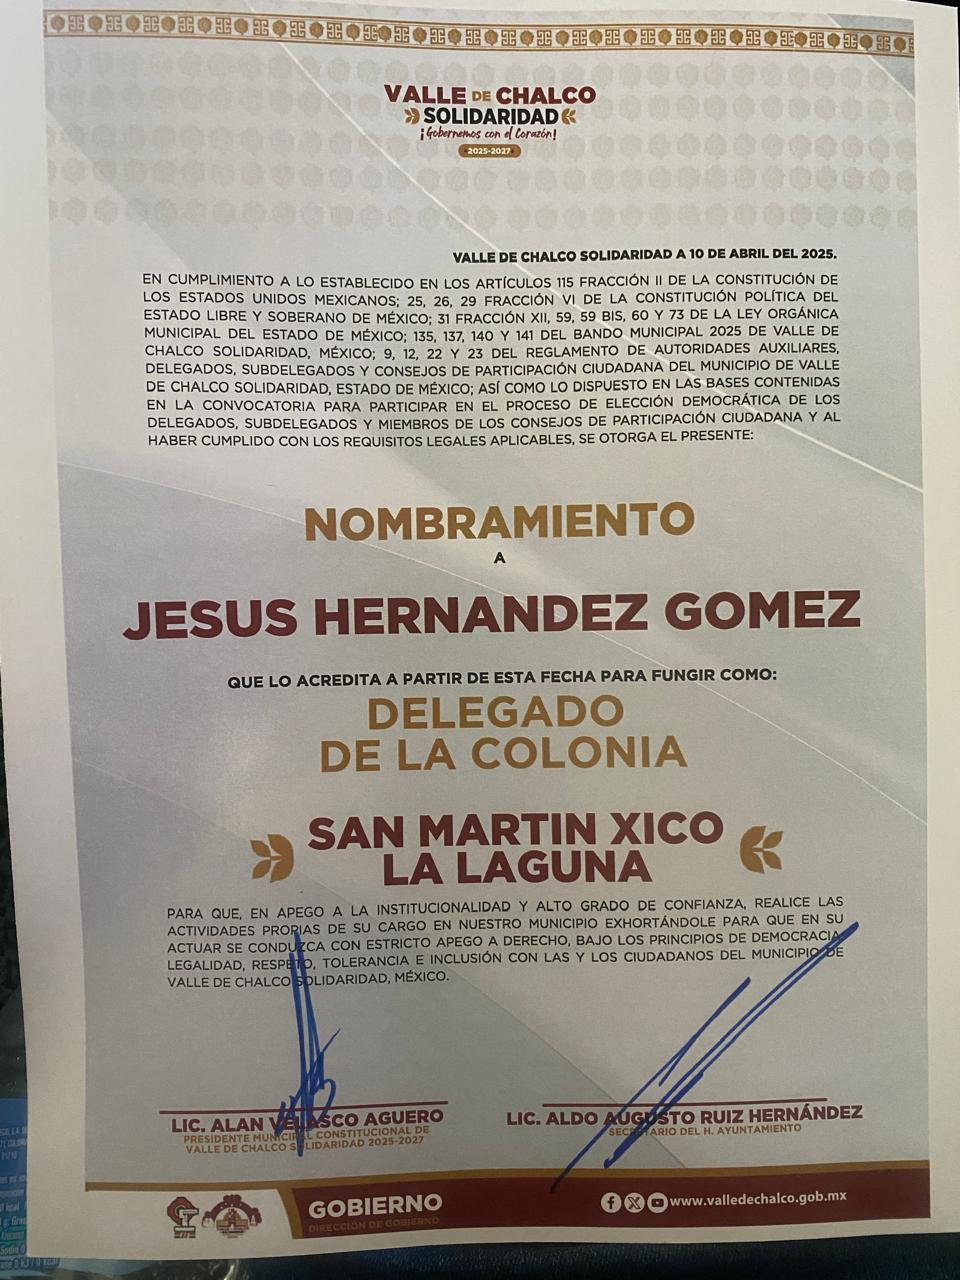 VALLE DE CHALCO
SOLIDARIDAD
¡Gobernemos con el Corazón!
2025-2027
VALLE DE CHALCO SOLIDARIDAD A 10 DE ABRIL DEL 2025.
EN CUMPLIMIENTO A LO ESTABLECIDO EN LOS ARTÍCULOS 115 FRACCIÓN II DE LA CONSTITUCIÓN DE
LOS ESTADOS UNIDOS MEXICANOS; 25, 26, 29 FRACCIÓN VI DE LA CONSTITUCIÓN POLÍTICA DEL
ESTADO LIBRE Y SOBERANO DE MÉXICO; 31 FRACCIÓN XII, 59, 59 BIS, 60 Y 73 DE LA LEY ORGÁNICA
MUNICIPAL DEL ESTADO DE MÉXICO; 135, 137, 140 Y 141 DEL BANDO MUNICIPAL 2025 DE VALLE DE
CHALCO SOLIDARIDAD, MÉXICO; 9, 12, 22 Y 23 DEL REGLAMENTO DE AUTORIDADES AUXILIARES,
DELEGADOS, SUBDELEGADOS Y CONSEJOS DE PARTICIPACIÓN CIUDADANA DEL MUNICIPIO DE VALLE
DE CHALCO SOLIDARIDAD, ESTADO DE MÉXICO; ASÍ COMO LO DISPUESTO EN LAS BASES CONTENIDAS
EN LA CONVOCATORIA PARA PARTICIPAR EN EL PROCESO DE ELECCIÓN DEMOCRÁTICA DE LOS
DELEGADOS, SUBDELEGADOS Y MIEMBROS DE LOS CONSEJOS DE PARTICIPACIÓN CIUDADANA Y AL
HABER CUMPLIDO CON LOS REQUISITOS LEGALES APLICABLES, SE OTORGA EL PRESENTE:
NOMBRAMIENTO
A
JESUS HERNANDEZ GOMEZ
QUE LO ACREDITA A PARTIR DE ESTA FECHA PARA FUNGIR COMO:
DELEGADO
DE LA COLONIA
SAN MARTIN XICO
LA LAGUNA
PARA QUE, EN APEGO A LA INSTITUCIONALIDAD Y ALTO GRADO DE CONFIANZA, REALICE LAS
ACTIVIDADES PROPIAS DE SU CARGO EN NUESTRO MUNICIPIO EXHORTÁNDOLE PARA QUE EN SU
ACTUAR SE CONDUZCA CON ESTRICTO APEGO A DERECHO, BAJO LOS PRINCIPIOS DE DEMOCRACIA,
LEGALIDAD, RESPETO, TOLERANCIA E INCLUSIÓN CON LAS Y LOS CIUDADANOS DEL MUNICIPIO DE
VALLE DE CHALCO SOLIDARIDAD, MÉXICO.
LIC. ALAN VELASCO AGUERO
PRESIDENTE MUNICIPAL CONSTITUCIONAL DE
VALLE DE CHALCO SOLIDARIDAD 2025-2027
LIC. ALDO AUGUSTO RUIZ HERNÁNDEZ
SECRETARIO DEL H. AYUNTAMIENTO
GOBIERNO
DIRECCIÓN DE GOBIERNO
www.valledechalco.gob.mx